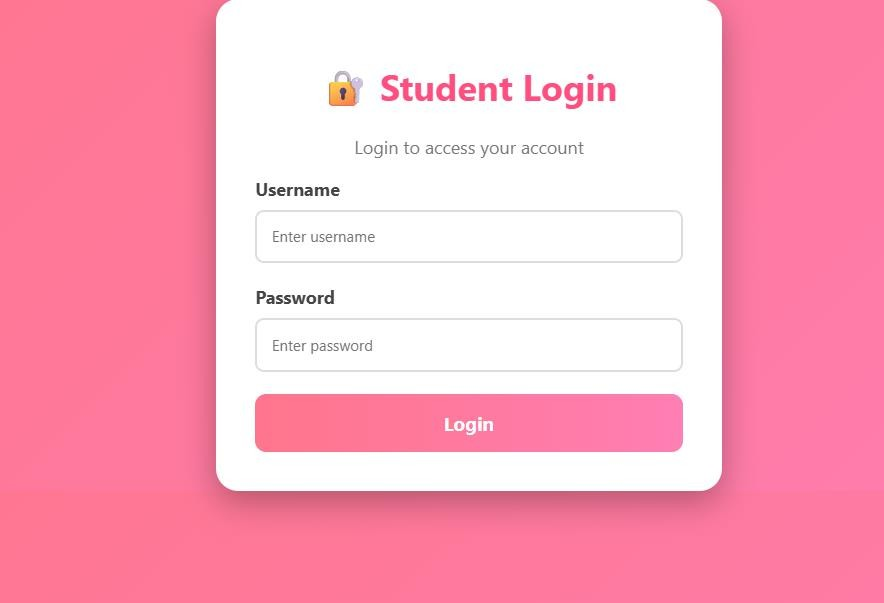 🔐 Student Login
Login to access your account
Username
Enter username
Password
Enter password
Login